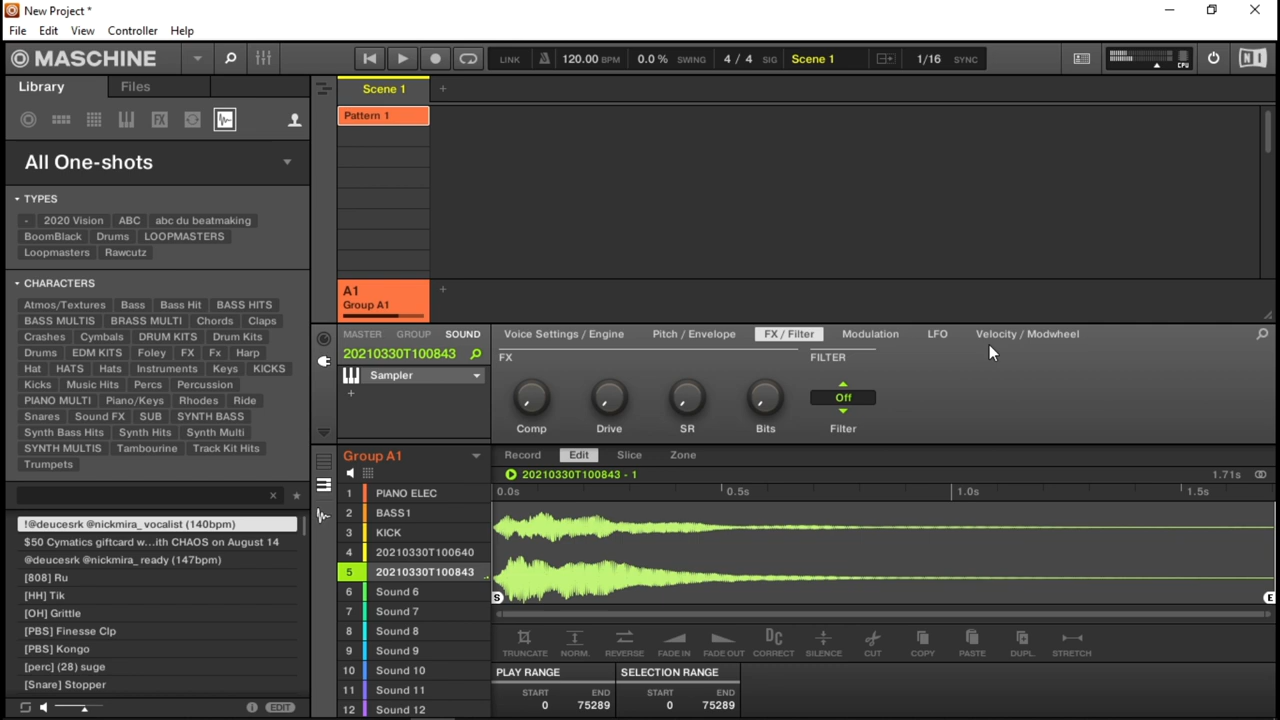 New Project *
File Edit View Controller Help
MASCHINE LINK 120.00 BPM 0.0% SWING 4 / 4 SIG Scene 1 1/16 SYNC CPU
Library Files
All One-shots
TYPES
- 2020 Vision ABC abc du beatmaking
BoomBlack Drums LOOPMASTERS
Loopmasters Rawcutz
CHARACTERS
Atmos/Textures Bass Bass Hit BASS HITS
BASS MULTIS BRASS MULTI Chords Claps
Crashes Cymbals DRUM KITS Drum Kits
Drums EDM KITS Foley FX Fx Harp
Hat HATS Hats Instruments Keys KICKS
Kicks Music Hits Percs Percussion
PIANO MULTI Piano/Keys Rhodes Ride
Snares Sound FX SUB SYNTH BASS
Synth Bass Hits Synth Hits Synth Multi
SYNTH MULTIS Tambourine Track Kit Hits
Trumpets
!@deucesrk @nickmira_ vocalist (140bpm)
$50 Cymatics giftcard w...ith CHAOS on August 14
@deucesrk @nickmira_ ready (147bpm)
[808] Ru
[HH] Tik
[OH] Grittle
[PBS] Finesse Clp
[PBS] Kongo
[perc] (28) suge
[Snare] Stopper
EDIT
Scene 1 +
Pattern 1
A1 +
Group A1
MASTER GROUP SOUND
20210330T100843
Sampler
+
Voice Settings / Engine Pitch / Envelope FX / Filter Modulation LFO Velocity / Modwheel
FX FILTER
Off
Comp Drive SR Bits Filter
Group A1
1 PIANO ELEC
2 BASS1
3 KICK
4 20210330T100640
5 20210330T100843
6 Sound 6
7 Sound 7
8 Sound 8
9 Sound 9
10 Sound 10
11 Sound 11
12 Sound 12
Record Edit Slice Zone
20210330T100843 - 1 1.71s
0.0s 0.5s 1.0s 1.5s
S E
TRUNCATE NORM. REVERSE FADE IN FADE OUT DC CORRECT SILENCE CUT COPY PASTE DUPL. STRETCH
PLAY RANGE SELECTION RANGE
START END START END
0 75289 0 75289